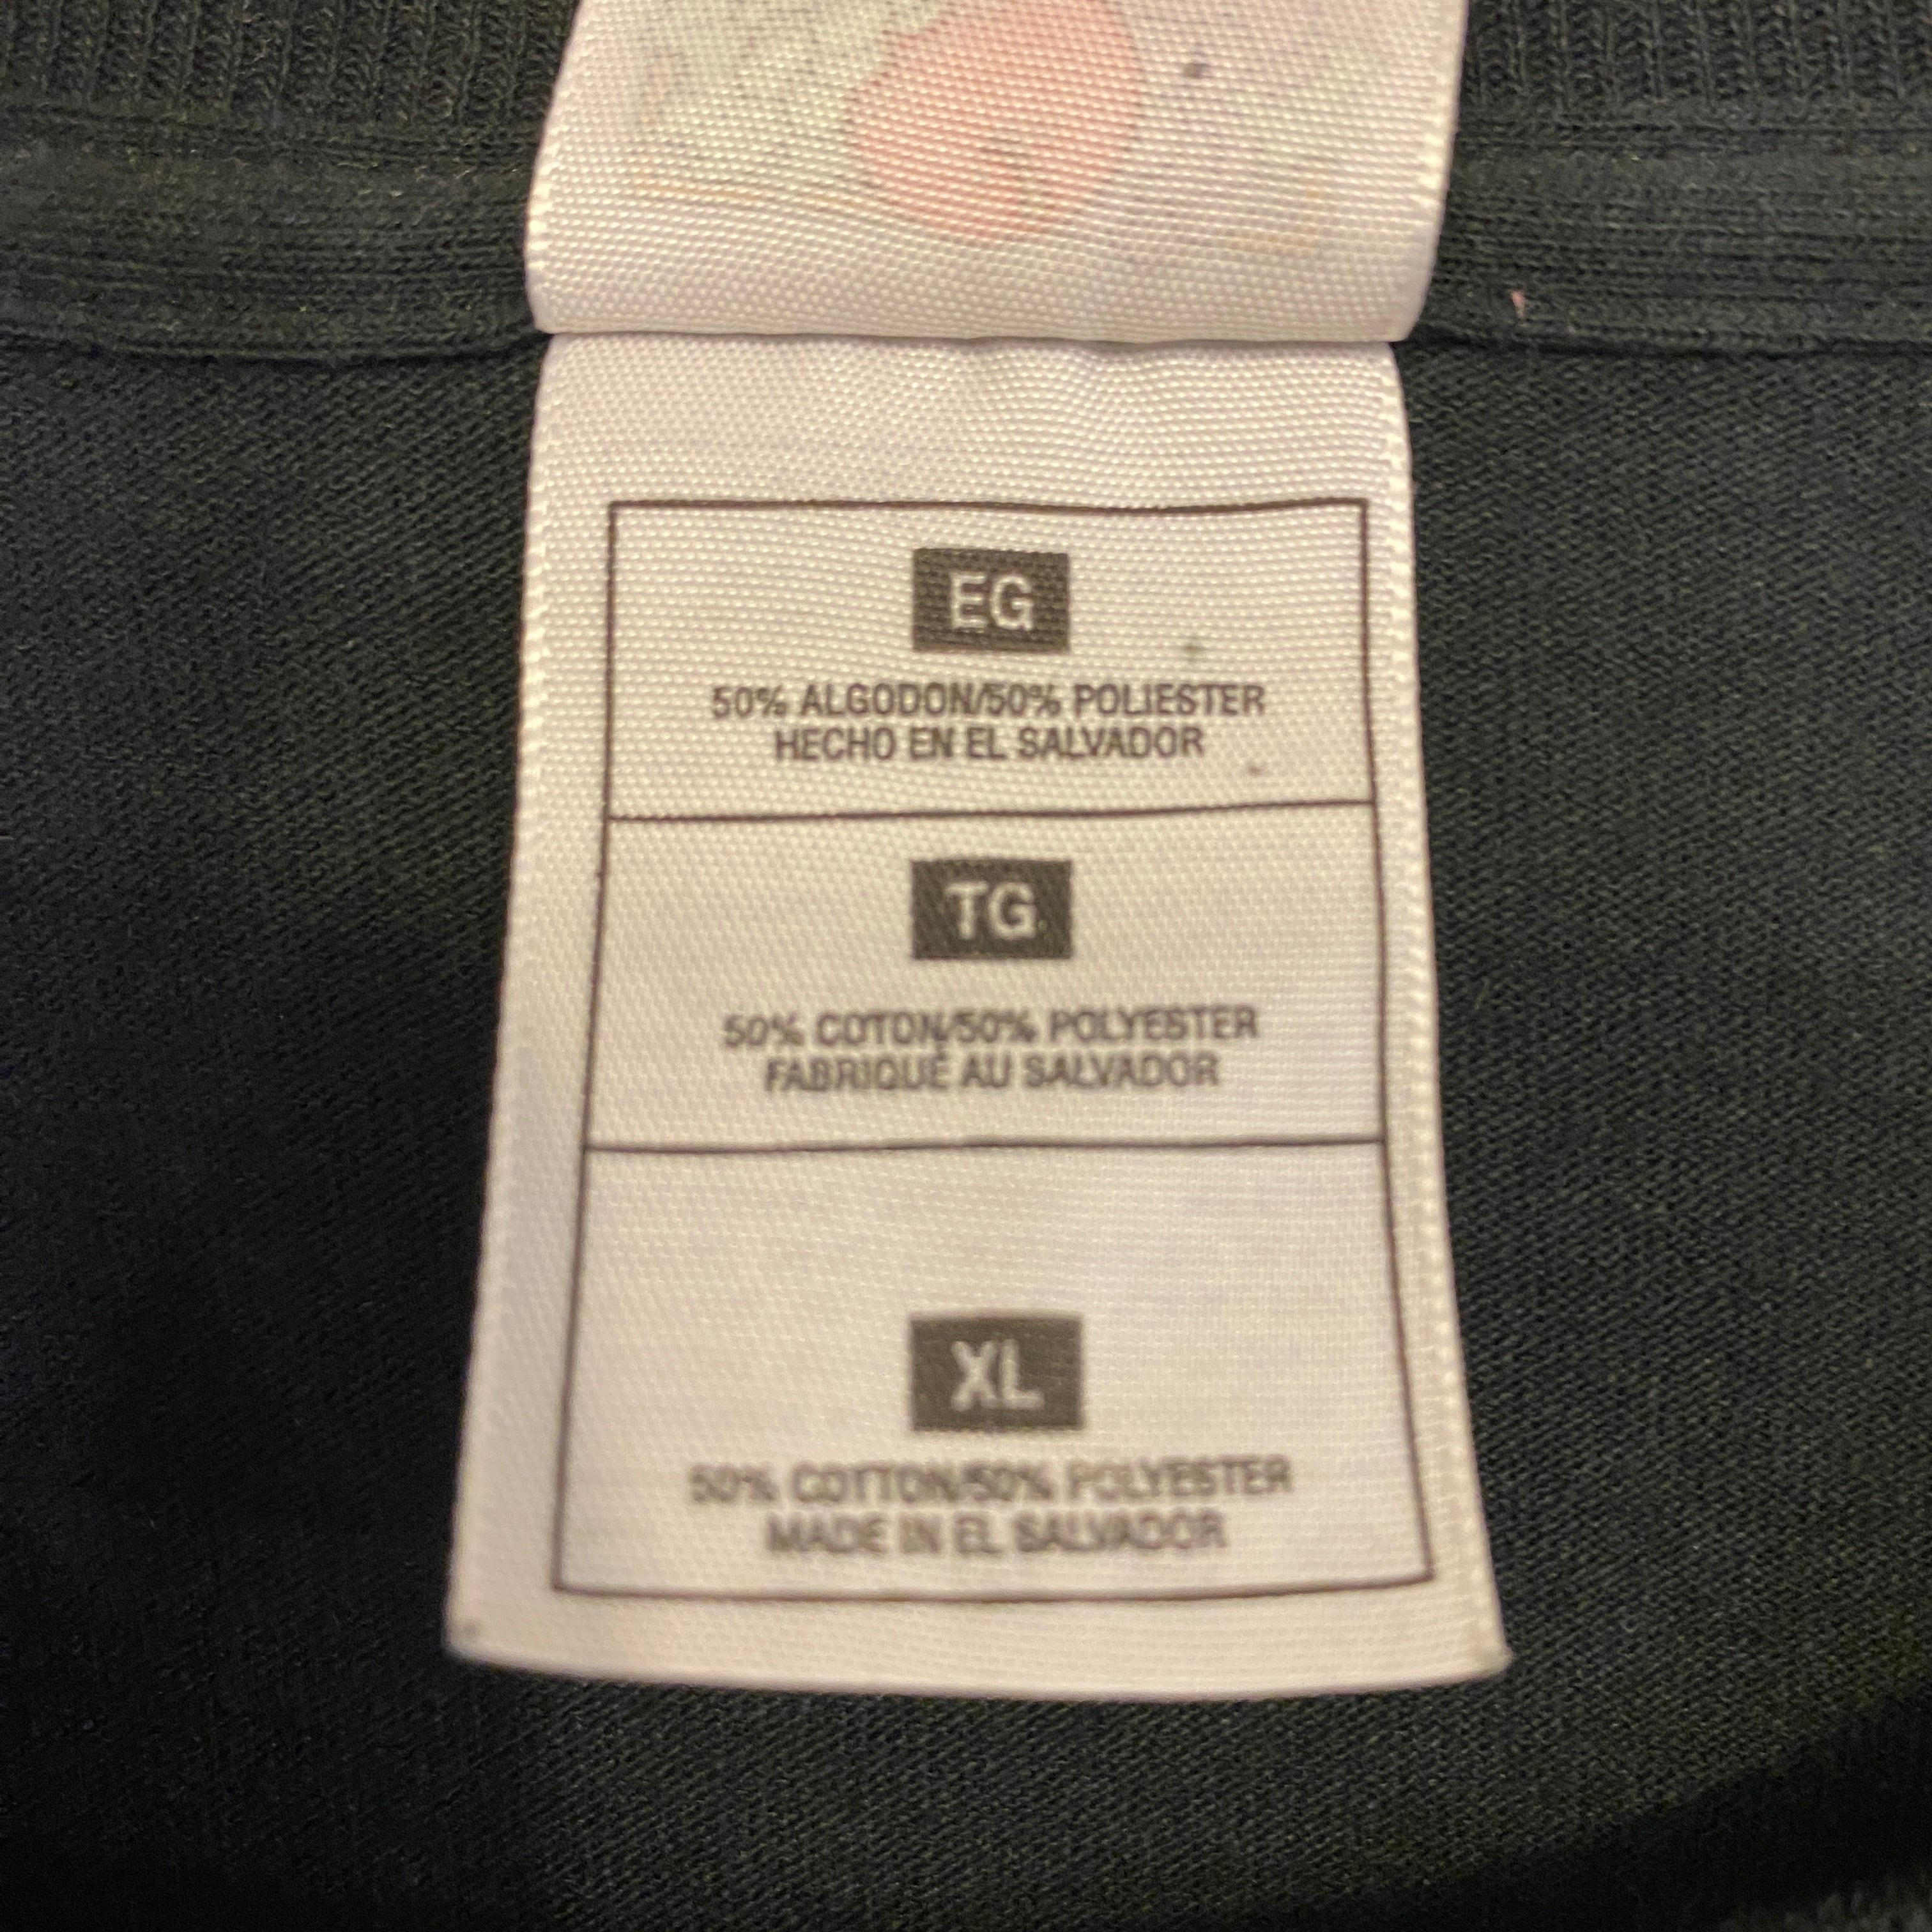 EG
50% ALGODON/50% POLIESTER
HECHO EN EL SALVADOR
TG
50% COTON/50% POLYESTER
FABRIQUÉ AU SALVADOR
XL
50% COTTON/50% POLYESTER
MADE IN EL SALVADOR